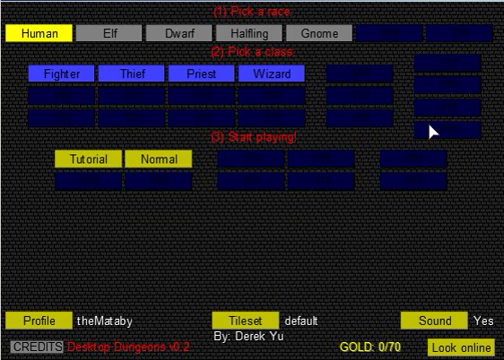 (1) Pick a race
Human Elf Dwarf Halfling Gnome
(2) Pick a class
Fighter Thief Priest Wizard
(3) Start playing!
Tutorial Normal
Profile theMataby Tileset default Sound Yes
By: Derek Yu
CREDITS Desktop Dungeons v0.2 GOLD: 0/70 Look online